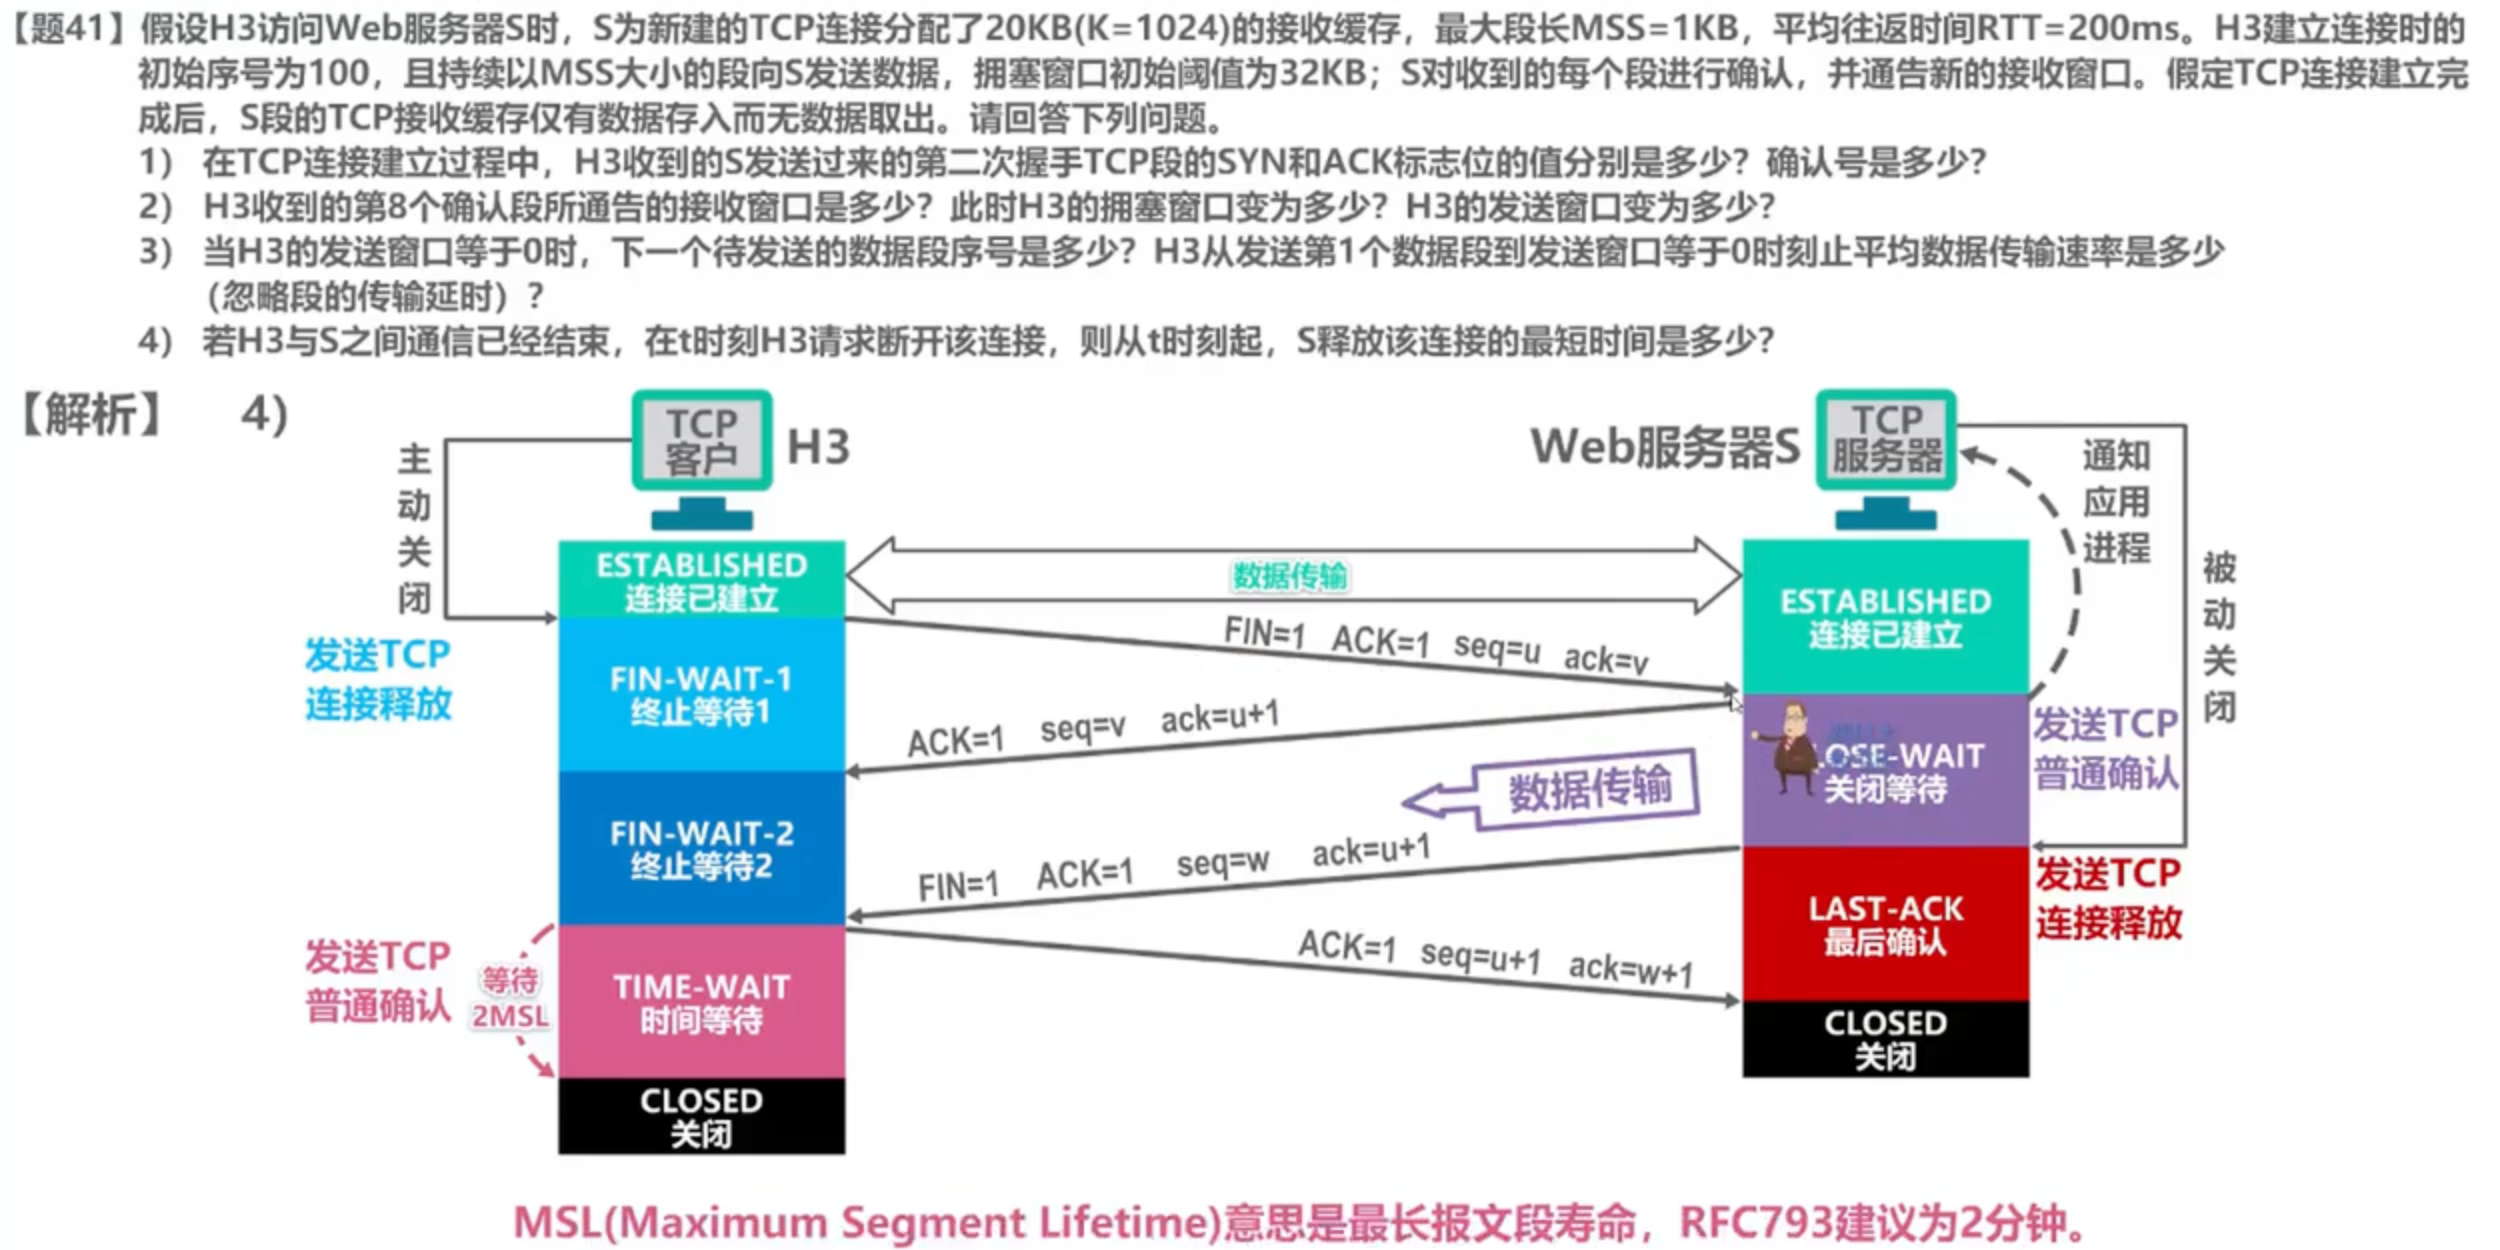 【题41】假设H3访问Web服务器S时，S为新建的TCP连接分配了20KB(K=1024)的接收缓存，最大段长MSS=1KB，平均往返时间RTT=200ms。H3建立连接时的
初始序号为100，且持续以MSS大小的段向S发送数据，拥塞窗口初始阈值为32KB；S对收到的每个段进行确认，并通告新的接收窗口。假定TCP连接建立完
成后，S段的TCP接收缓存仅有数据存入而无数据取出。请回答下列问题。
1) 在TCP连接建立过程中，H3收到的S发送过来的第二次握手TCP段的SYN和ACK标志位的值分别是多少？确认号是多少？
2) H3收到的第8个确认段所通告的接收窗口是多少？此时H3的拥塞窗口变为多少？H3的发送窗口变为多少？
3) 当H3的发送窗口等于0时，下一个待发送的数据段序号是多少？H3从发送第1个数据段到发送窗口等于0时刻止平均数据传输速率是多少
（忽略段的传输延时）？
4) 若H3与S之间通信已经结束，在t时刻H3请求断开该连接，则从t时刻起，S释放该连接的最短时间是多少？
【解析】 4)
TCP
客户
H3
Web服务器S
TCP
服务器
主动关闭
通知
应用
进程
被动关闭
ESTABLISHED
连接已建立
数据传输
ESTABLISHED
连接已建立
FIN=1 ACK=1 seq=u ack=v
发送TCP
连接释放
FIN-WAIT-1
终止等待1
ACK=1 seq=v ack=u+1
OSE-WAIT
关闭等待
发送TCP
普通确认
数据传输
FIN-WAIT-2
终止等待2
FIN=1 ACK=1 seq=w ack=u+1
LAST-ACK
最后确认
发送TCP
连接释放
ACK=1 seq=u+1 ack=w+1
发送TCP
普通确认
等待
2MSL
TIME-WAIT
时间等待
CLOSED
关闭
CLOSED
关闭
MSL(Maximum Segment Lifetime)意思是最长报文段寿命，RFC793建议为2分钟。